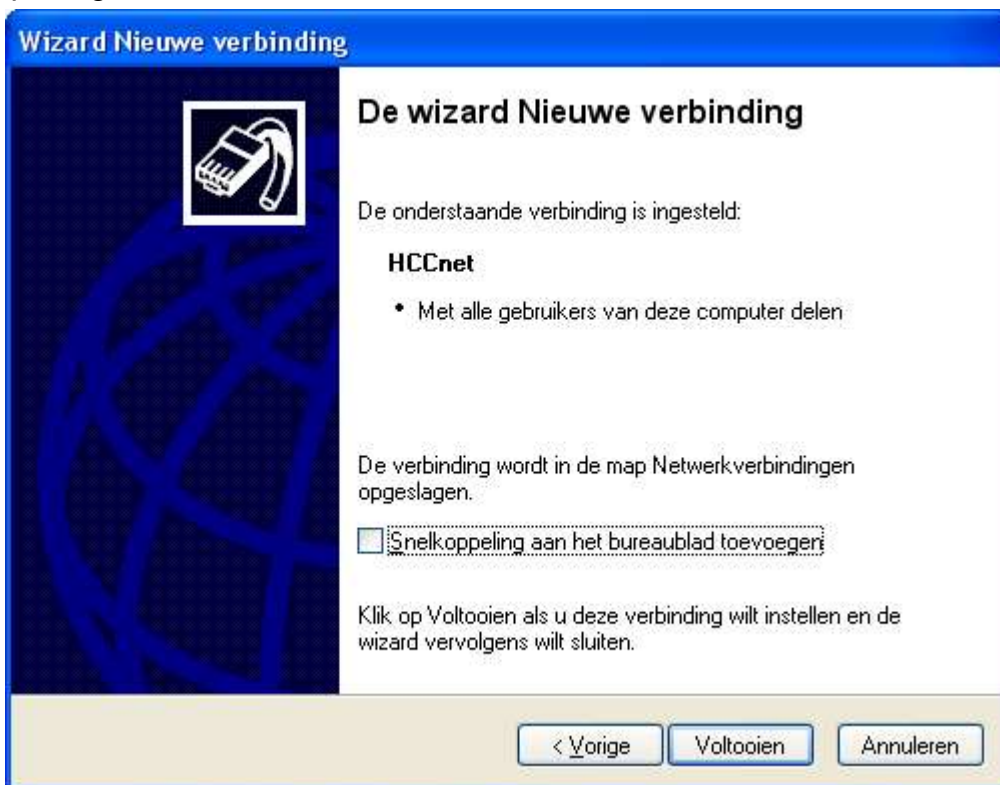 Wizard Nieuwe verbinding
De wizard Nieuwe verbinding
De onderstaande verbinding is ingesteld:
HCCnet
• Met alle gebruikers van deze computer delen
De verbinding wordt in de map Netwerkverbindingen
opgeslagen.
Snelkoppeling aan het bureaublad toevoegen
Klik op Voltooien als u deze verbinding wilt instellen en de
wizard vervolgens wilt sluiten.
< Vorige Voltooien Annuleren